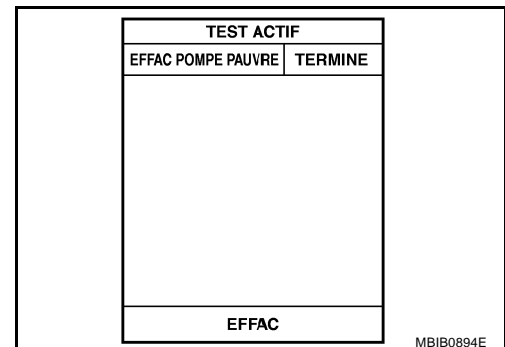 TEST ACTIF
EFFAC POMPE PAUVRE TERMINE
EFFAC
MBIB0894E